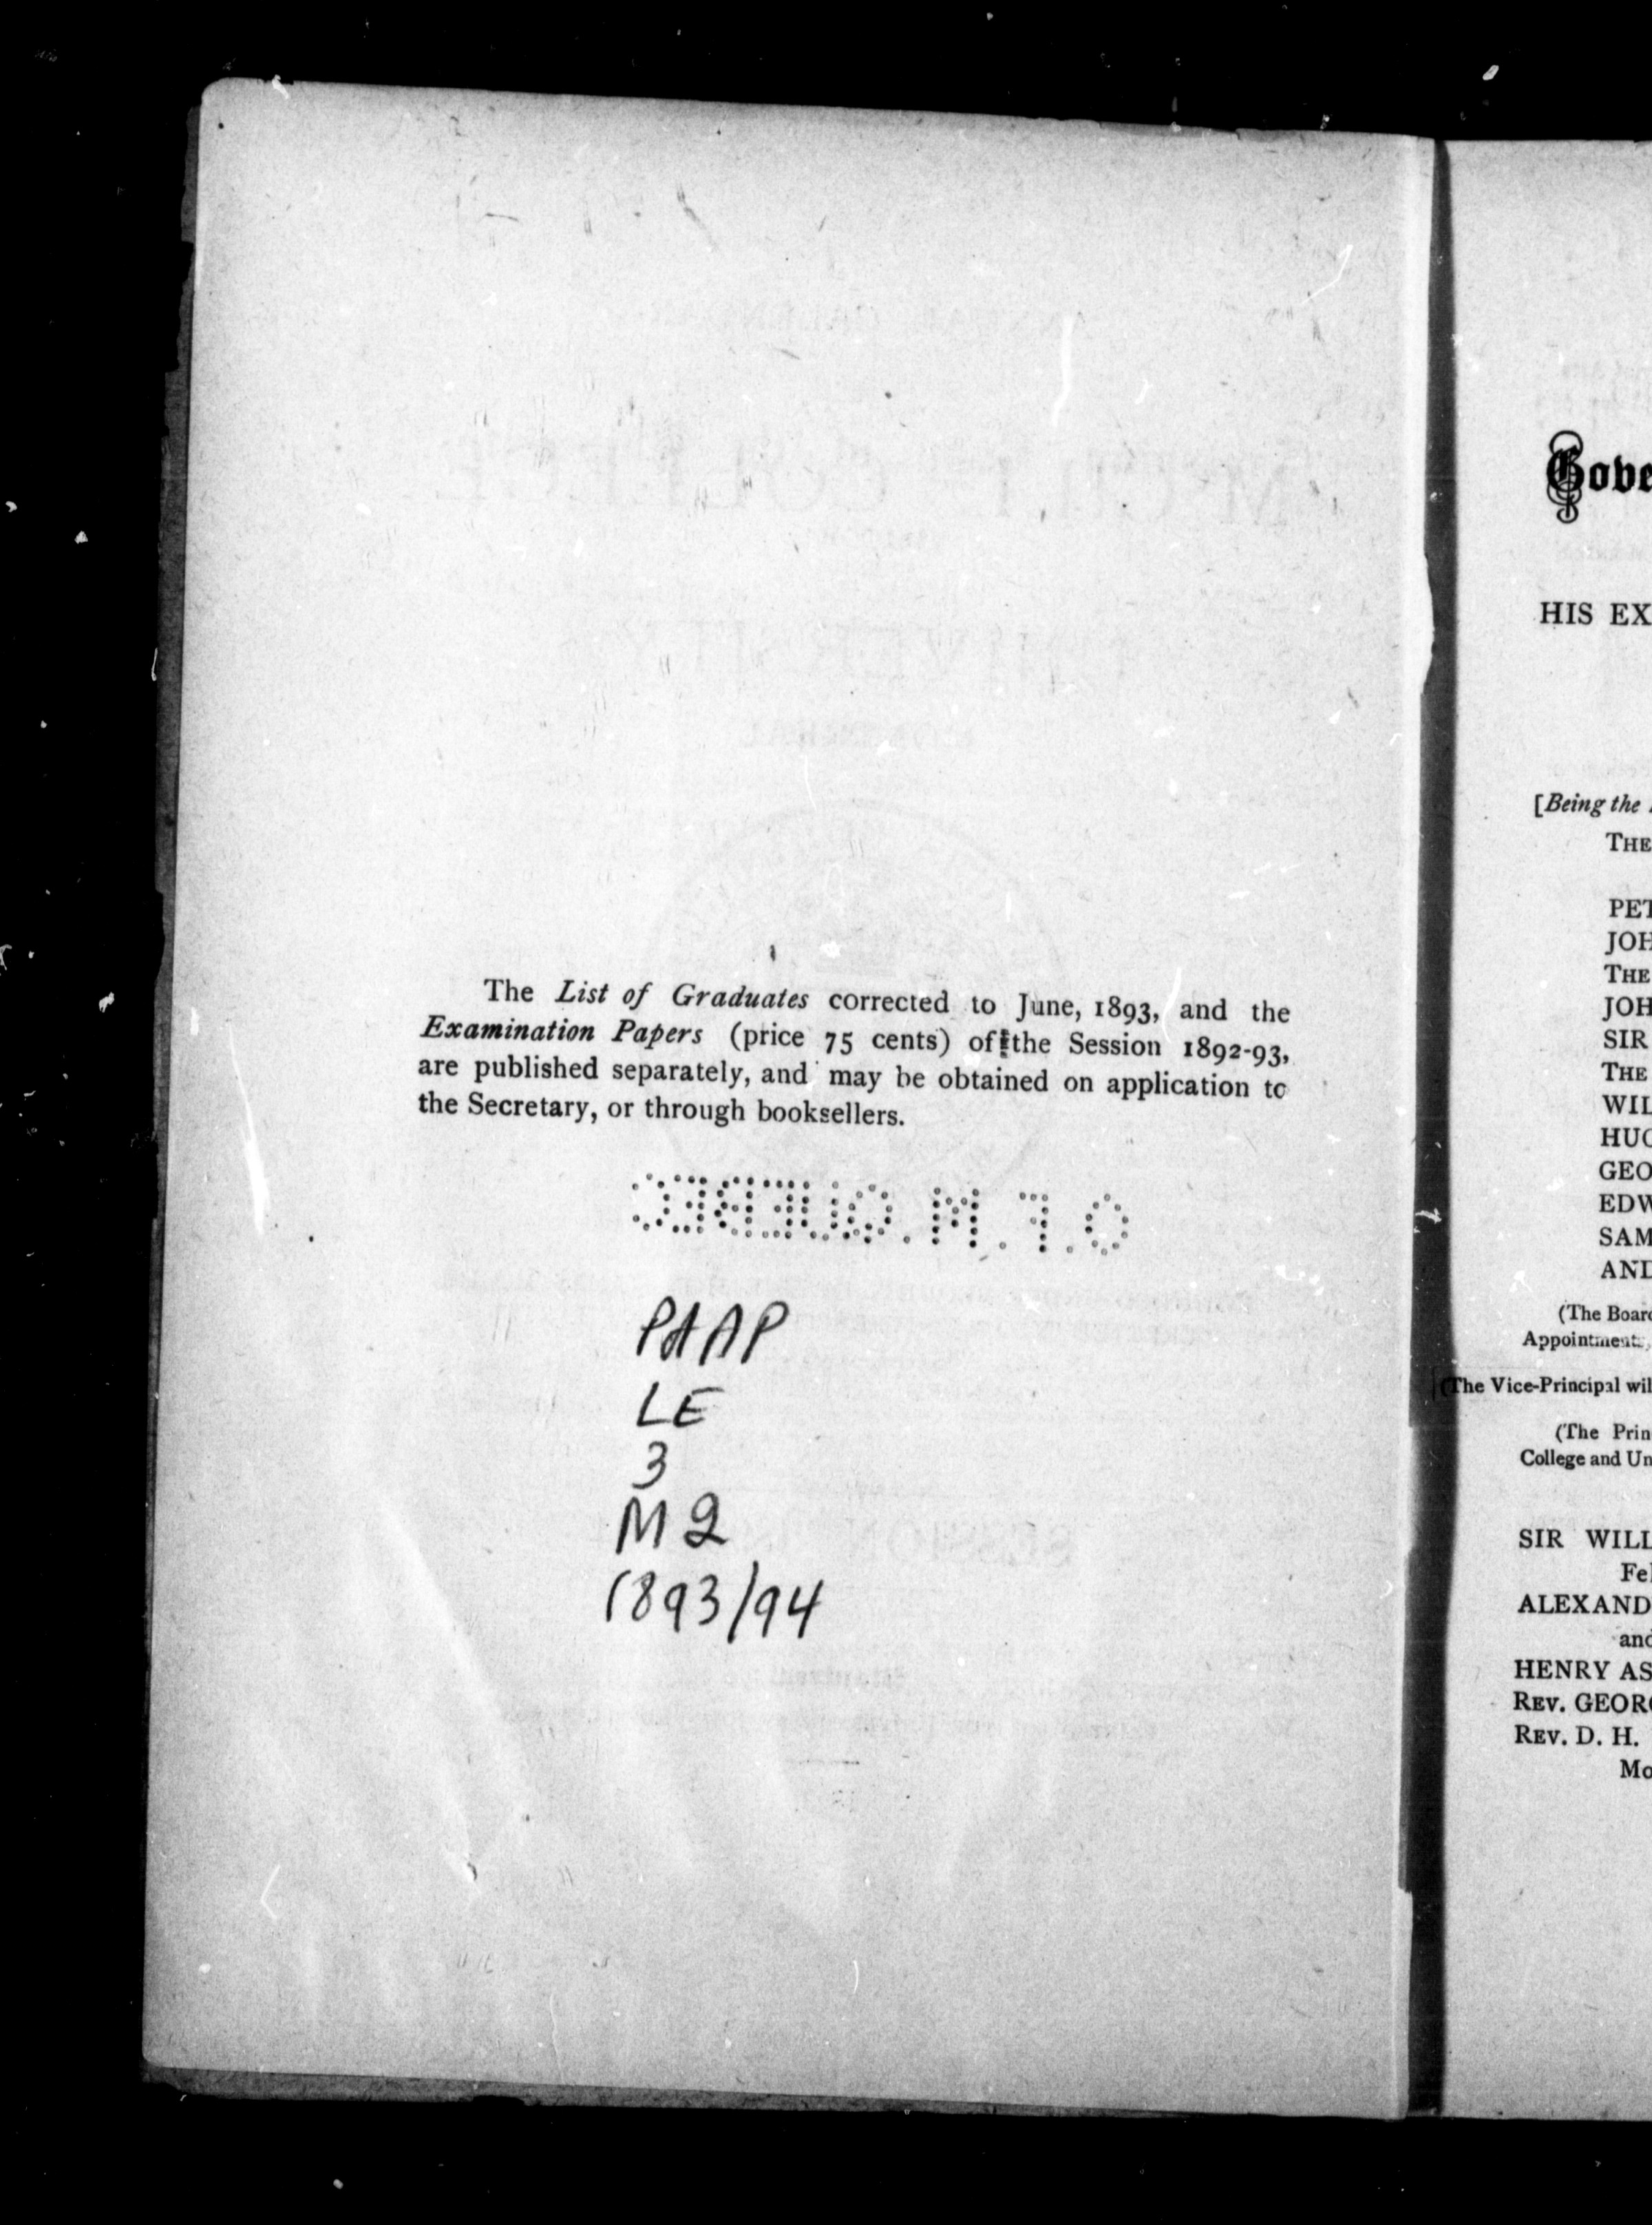 The List of Graduates corrected to June, 1893, and the
Examination Papers (price 75 cents) of the Session 1892-93,
are published separately, and may be obtained on application to
the Secretary, or through booksellers.
O.T.M.QUEBEC
PAAP
LE
3
M2
1893/94
Gove
HIS EX
[Being the
THE
PET
JOH
THE
JOH
SIR
THE
WIL
HUG
GEO
EDW
SAM
AND
(The Board
Appointments,
(The Vice-Principal wil
(The Prin
College and Un
SIR WILL
Fel
ALEXAND
and
HENRY AS
REV. GEORG
REV. D. H.
Mo